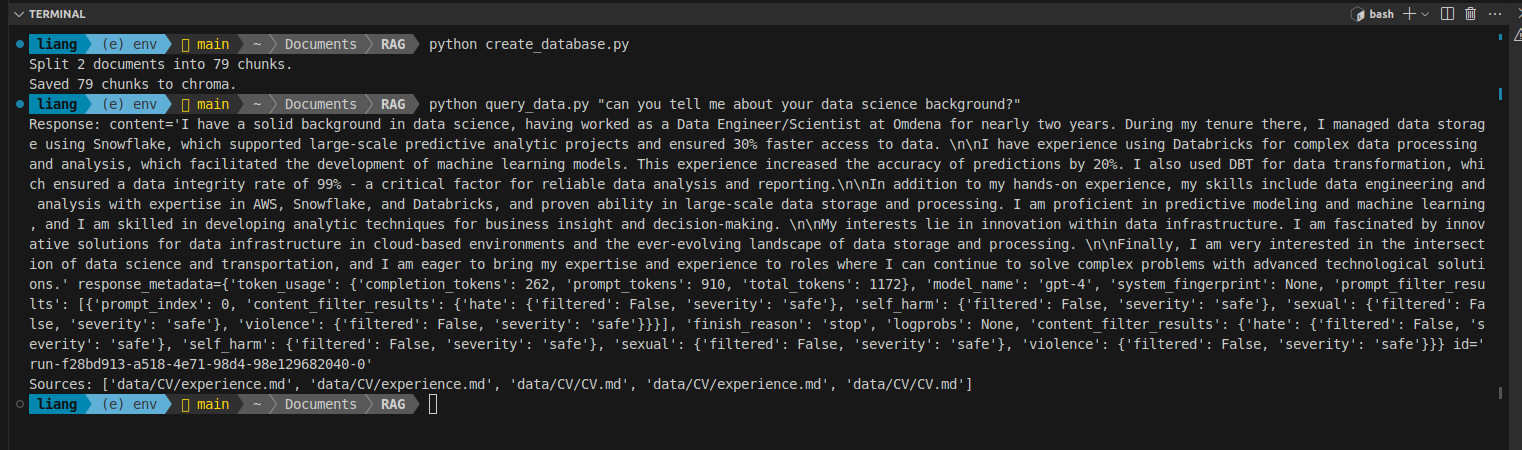 TERMINAL bash
liang (e) env main ~ Documents RAG python create_database.py
Split 2 documents into 79 chunks.
Saved 79 chunks to chroma.
liang (e) env main ~ Documents RAG python query_data.py "can you tell me about your data science background?"
Response: content='I have a solid background in data science, having worked as a Data Engineer/Scientist at Omdena for nearly two years. During my tenure there, I managed data storag
e using Snowflake, which supported large-scale predictive analytic projects and ensured 30% faster access to data. \n\nI have experience using Databricks for complex data processing
and analysis, which facilitated the development of machine learning models. This experience increased the accuracy of predictions by 20%. I also used DBT for data transformation, whi
ch ensured a data integrity rate of 99% - a critical factor for reliable data analysis and reporting.\n\nIn addition to my hands-on experience, my skills include data engineering and
 analysis with expertise in AWS, Snowflake, and Databricks, and proven ability in large-scale data storage and processing. I am proficient in predictive modeling and machine learning
, and I am skilled in developing analytic techniques for business insight and decision-making. \n\nMy interests lie in innovation within data infrastructure. I am fascinated by innov
ative solutions for data infrastructure in cloud-based environments and the ever-evolving landscape of data storage and processing. \n\nFinally, I am very interested in the intersect
ion of data science and transportation, and I am eager to bring my expertise and experience to roles where I can continue to solve complex problems with advanced technological soluti
ons.' response_metadata={'token_usage': {'completion_tokens': 262, 'prompt_tokens': 910, 'total_tokens': 1172}, 'model_name': 'gpt-4', 'system_fingerprint': None, 'prompt_filter_resu
lts': [{'prompt_index': 0, 'content_filter_results': {'hate': {'filtered': False, 'severity': 'safe'}, 'self_harm': {'filtered': False, 'severity': 'safe'}, 'sexual': {'filtered': Fa
lse, 'severity': 'safe'}, 'violence': {'filtered': False, 'severity': 'safe'}}}], 'finish_reason': 'stop', 'logprobs': None, 'content_filter_results': {'hate': {'filtered': False, 's
everity': 'safe'}, 'self_harm': {'filtered': False, 'severity': 'safe'}, 'sexual': {'filtered': False, 'severity': 'safe'}, 'violence': {'filtered': False, 'severity': 'safe'}}} id='
run-f28bd913-a518-4e71-98d4-98e129682040-0'
Sources: ['data/CV/experience.md', 'data/CV/experience.md', 'data/CV/CV.md', 'data/CV/experience.md', 'data/CV/CV.md']
liang (e) env main ~ Documents RAG